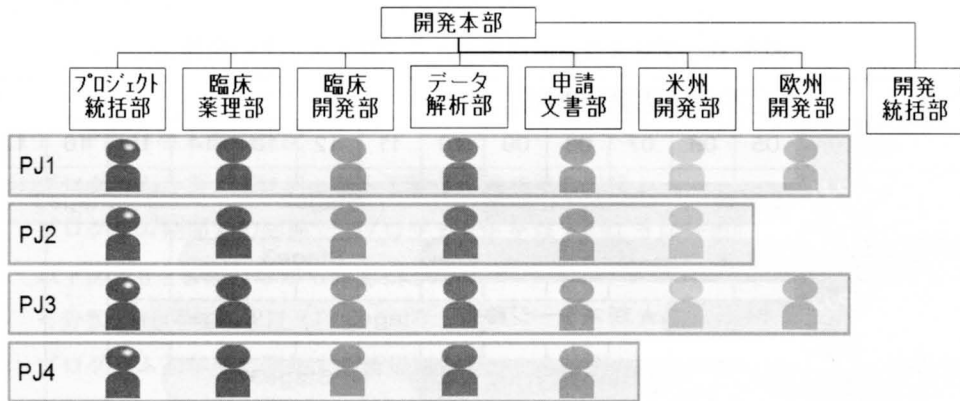 開発本部
プロジェクト
統括部
臨床
薬理部
臨床
開発部
データ
解析部
申請
文書部
米州
開発部
欧州
開発部
開発
統括部
PJ1
PJ2
PJ3
PJ4